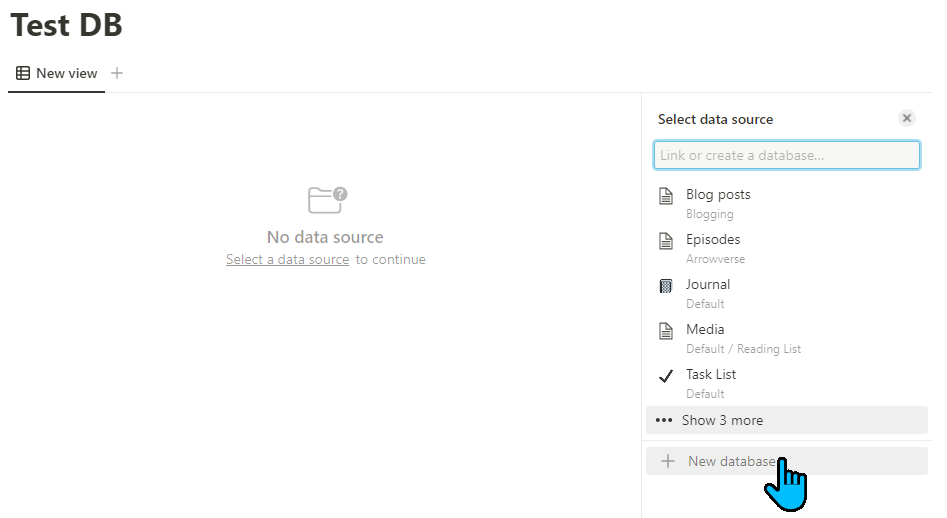 Test DB
New view
No data source
Select a data source to continue
Select data source
Link or create a database...
Blog posts
Blogging
Episodes
Arrowverse
Journal
Default
Media
Default / Reading List
Task List
Default
Show 3 more
New database